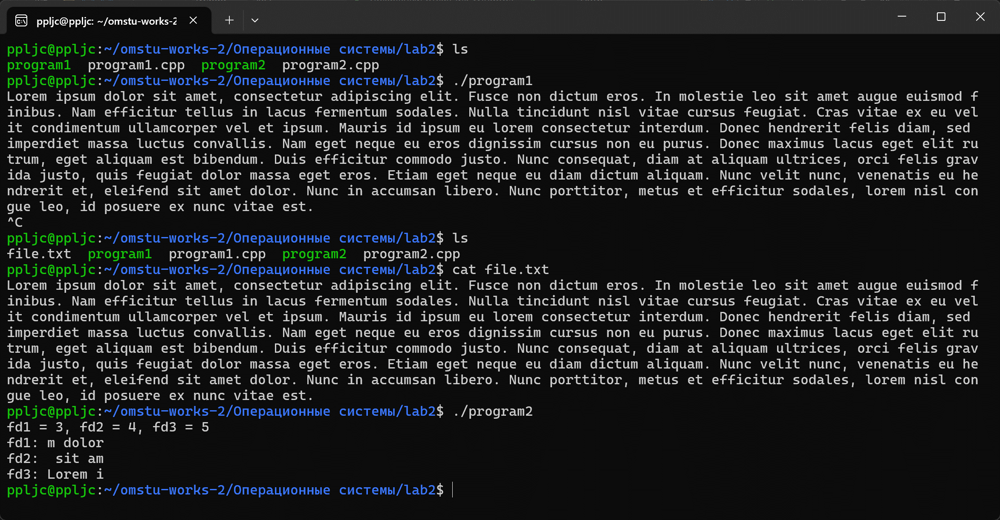 ppljc@ppljc: ~/omstu-works-2
ppljc@ppljc:~/omstu-works-2/Операционные системы/lab2$ ls
program1  program1.cpp  program2  program2.cpp
ppljc@ppljc:~/omstu-works-2/Операционные системы/lab2$ ./program1
Lorem ipsum dolor sit amet, consectetur adipiscing elit. Fusce non dictum eros. In molestie leo sit amet augue euismod f
inibus. Nam efficitur tellus in lacus fermentum sodales. Nulla tincidunt nisl vitae cursus feugiat. Cras vitae ex eu vel
it condimentum ullamcorper vel et ipsum. Mauris id ipsum eu lorem consectetur interdum. Donec hendrerit felis diam, sed
imperdiet massa luctus convallis. Nam eget neque eu eros dignissim cursus non eu purus. Donec maximus lacus eget elit ru
trum, eget aliquam est bibendum. Duis efficitur commodo justo. Nunc consequat, diam at aliquam ultrices, orci felis grav
ida justo, quis feugiat dolor massa eget eros. Etiam eget neque eu diam dictum aliquam. Nunc velit nunc, venenatis eu he
ndrerit et, eleifend sit amet dolor. Nunc in accumsan libero. Nunc porttitor, metus et efficitur sodales, lorem nisl con
gue leo, id posuere ex nunc vitae est.
^C
ppljc@ppljc:~/omstu-works-2/Операционные системы/lab2$ ls
file.txt  program1  program1.cpp  program2  program2.cpp
ppljc@ppljc:~/omstu-works-2/Операционные системы/lab2$ cat file.txt
Lorem ipsum dolor sit amet, consectetur adipiscing elit. Fusce non dictum eros. In molestie leo sit amet augue euismod f
inibus. Nam efficitur tellus in lacus fermentum sodales. Nulla tincidunt nisl vitae cursus feugiat. Cras vitae ex eu vel
it condimentum ullamcorper vel et ipsum. Mauris id ipsum eu lorem consectetur interdum. Donec hendrerit felis diam, sed
imperdiet massa luctus convallis. Nam eget neque eu eros dignissim cursus non eu purus. Donec maximus lacus eget elit ru
trum, eget aliquam est bibendum. Duis efficitur commodo justo. Nunc consequat, diam at aliquam ultrices, orci felis grav
ida justo, quis feugiat dolor massa eget eros. Etiam eget neque eu diam dictum aliquam. Nunc velit nunc, venenatis eu he
ndrerit et, eleifend sit amet dolor. Nunc in accumsan libero. Nunc porttitor, metus et efficitur sodales, lorem nisl con
gue leo, id posuere ex nunc vitae est.
ppljc@ppljc:~/omstu-works-2/Операционные системы/lab2$ ./program2
fd1 = 3, fd2 = 4, fd3 = 5
fd1: m dolor
fd2:  sit am
fd3: Lorem i
ppljc@ppljc:~/omstu-works-2/Операционные системы/lab2$